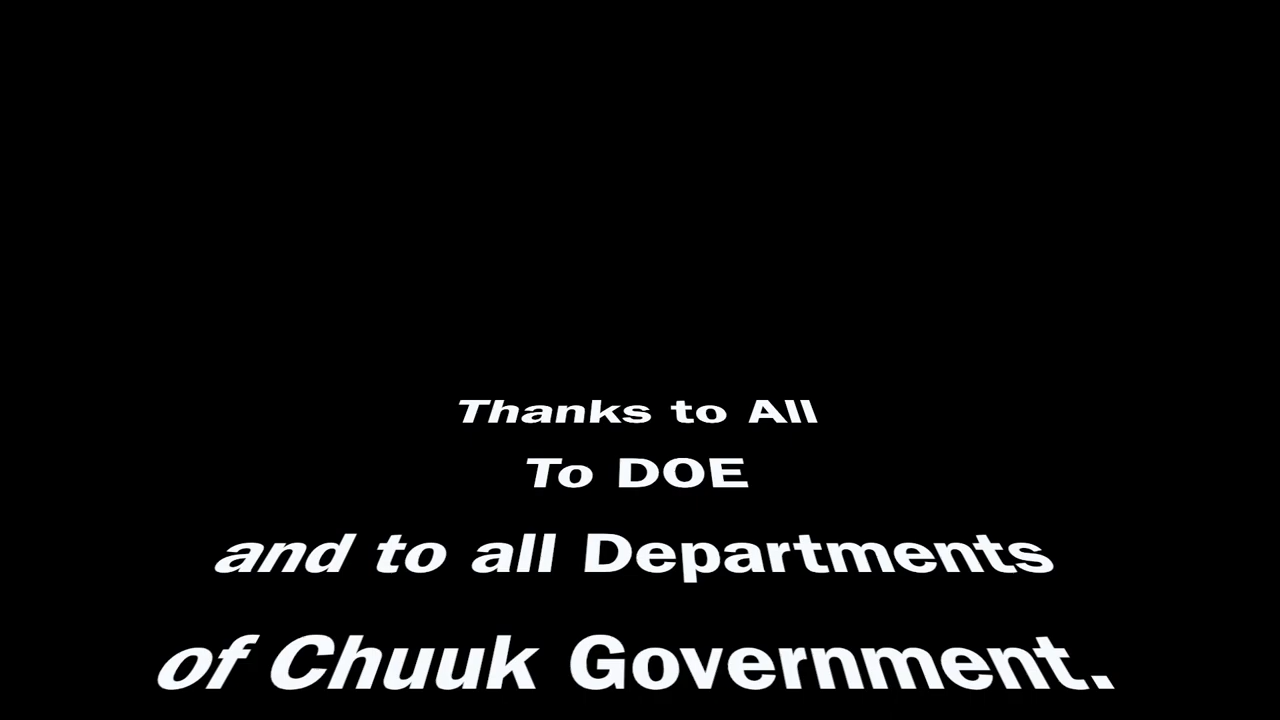 Thanks to All
To DOE
and to all Departments
of Chuuk Government.